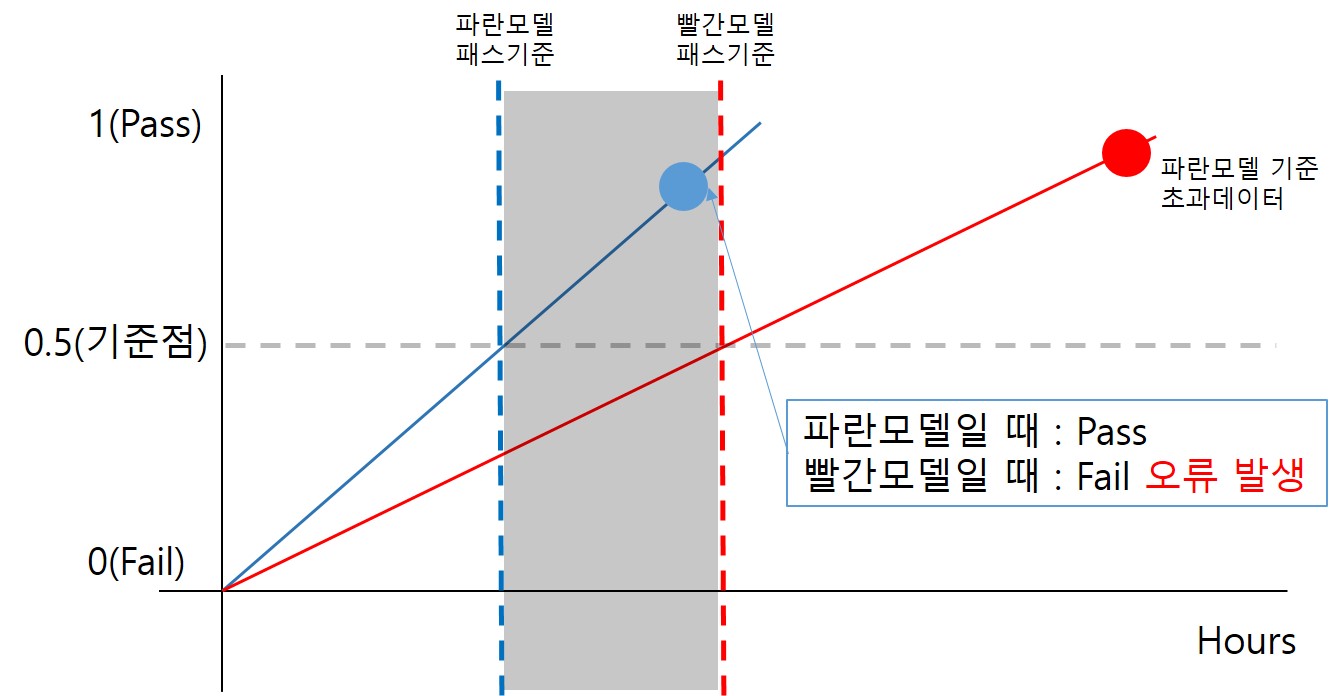 파란모델
패스기준
빨간모델
패스기준
1(Pass)
파란모델 기준
초과데이터
0.5(기준점)
파란모델일 때 : Pass
빨간모델일 때 : Fail 오류 발생
0(Fail)
Hours